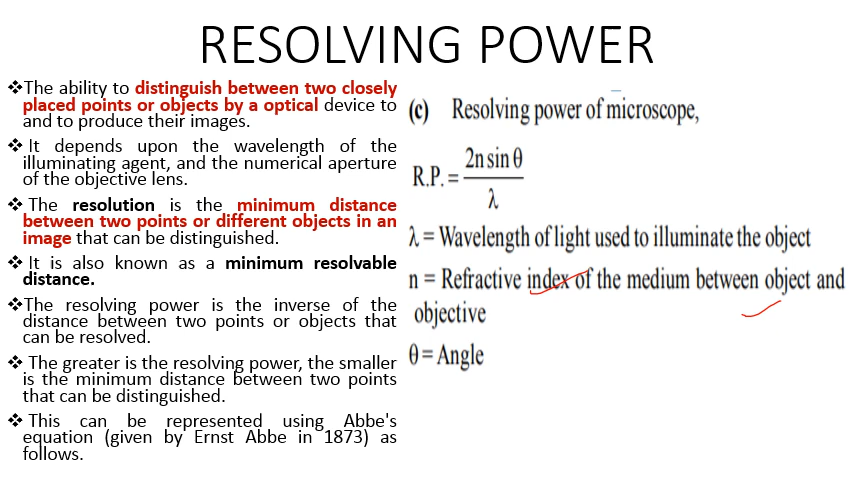 RESOLVING POWER
❖The ability to distinguish between two closely
placed points or objects by a optical device to
and to produce their images.
❖ It depends upon the wavelength of the
illuminating agent, and the numerical aperture
of the objective lens.
❖ The resolution is the minimum distance
between two points or different objects in an
image that can be distinguished.
❖ It is also known as a minimum resolvable
distance.
❖The resolving power is the inverse of the
distance between two points or objects that
can be resolved.
❖ The greater is the resolving power, the smaller
is the minimum distance between two points
that can be distinguished.
❖ This can be represented using Abbe's
equation (given by Ernst Abbe in 1873) as
follows.
(c) Resolving power of microscope,
R.P. = 2n sin θ / λ
λ = Wavelength of light used to illuminate the object
n = Refractive index of the medium between object and
objective
θ = Angle